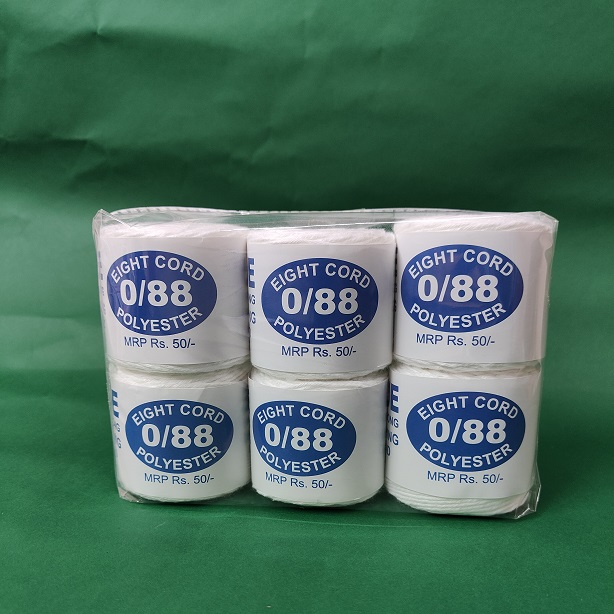 EIGHT CORD
0/88
POLYESTER
MRP Rs. 50/-
EIGHT CORD
0/88
POLYESTER
MRP Rs. 50/-
EIGHT CORD
0/88
POLYESTER
MRP Rs. 50/-
EIGHT CORD
0/88
POLYESTER
MRP Rs. 50/-
EIGHT CORD
0/88
POLYESTER
MRP Rs. 50/-
EIGHT CORD
0/88
POLYESTER
MRP Rs. 50/-